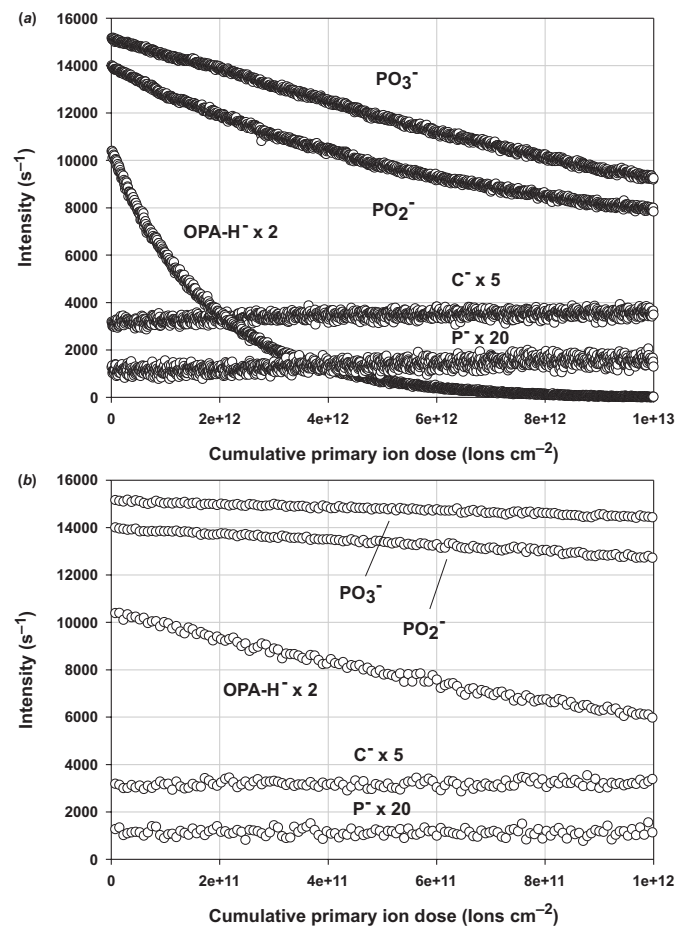 (a)
16000
14000
12000
10000
8000
6000
4000
2000
0
Intensity (s⁻¹)
PO₃⁻
PO₂⁻
OPA-H⁻ x 2
C⁻ x 5
P⁻ x 20
0 2e+12 4e+12 6e+12 8e+12 1e+13
Cumulative primary ion dose (Ions cm⁻²)
(b)
16000
14000
12000
10000
8000
6000
4000
2000
0
Intensity (s⁻¹)
PO₃⁻
PO₂⁻
OPA-H⁻ x 2
C⁻ x 5
P⁻ x 20
0 2e+11 4e+11 6e+11 8e+11 1e+12
Cumulative primary ion dose (Ions cm⁻²)